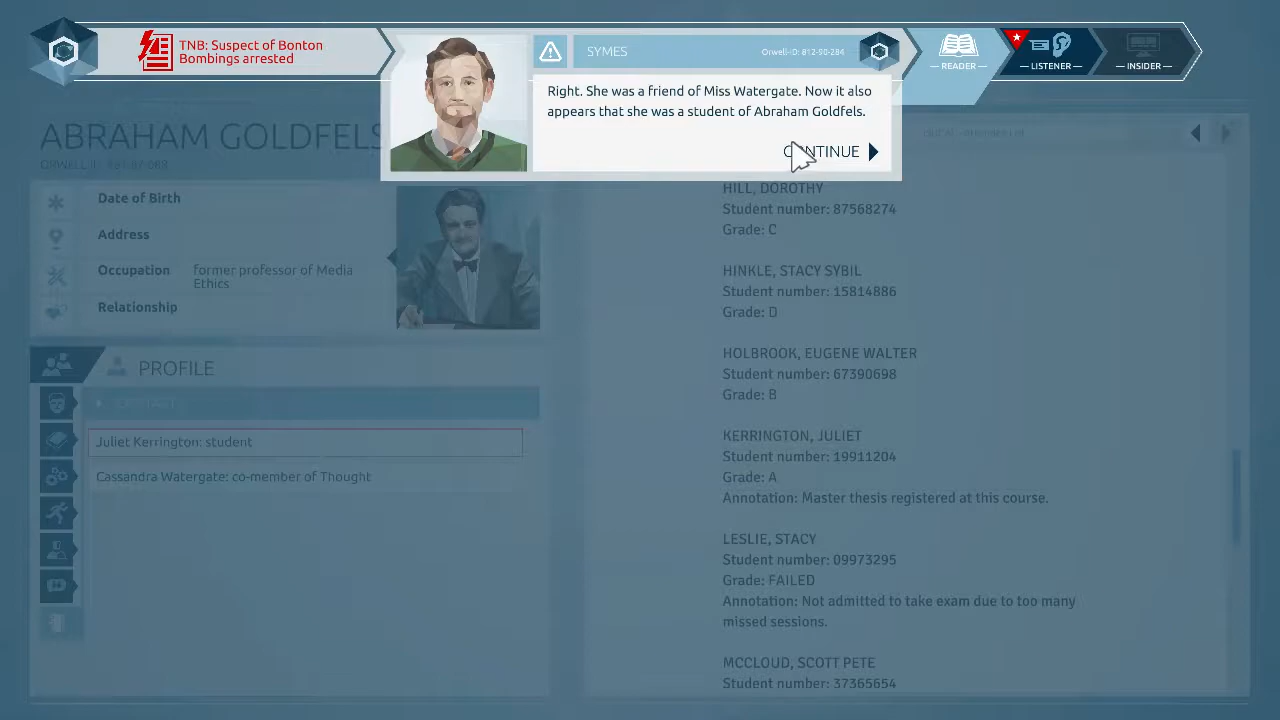 TNB: Suspect of Bonton
Bombings arrested
SYMES
Orwell-ID: 812-90-284
READER
LISTENER
INSIDER
Right. She was a friend of Miss Watergate. Now it also
appears that she was a student of Abraham Goldfels.
CONTINUE
ABRAHAM GOLDFELS
Date of Birth
Address
Occupation former professor of Media
Ethics
Relationship
PROFILE
Juliet Kerrington: student
Cassandra Watergate: co-member of Thought
HILL, DOROTHY
Student number: 87568274
Grade: C
HINKLE, STACY SYBIL
Student number: 15814886
Grade: D
HOLBROOK, EUGENE WALTER
Student number: 67390698
Grade: B
KERRINGTON, JULIET
Student number: 19911204
Grade: A
Annotation: Master thesis registered at this course.
LESLIE, STACY
Student number: 09973295
Grade: FAILED
Annotation: Not admitted to take exam due to too many
missed sessions.
MCCLOUD, SCOTT PETE
Student number: 37365654